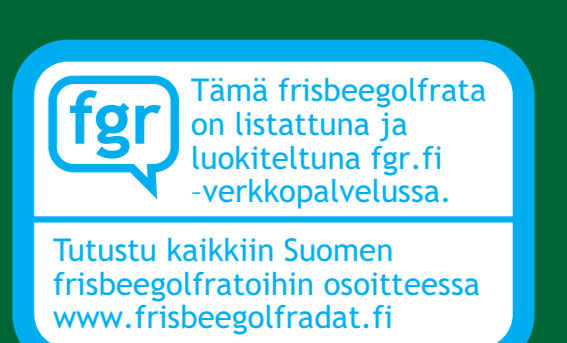 fgr
Tämä frisbeegolfrata
on listattuna ja
luokiteltuna fgr.fi
–verkkopalvelussa.
Tutustu kaikkiin Suomen
frisbeegolfratoihin osoitteessa
www.frisbeegolfradat.fi